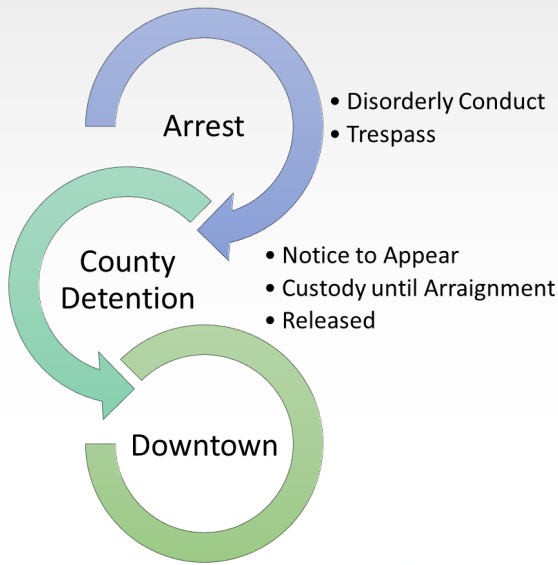 Arrest
• Disorderly Conduct
• Trespass
County
Detention
• Notice to Appear
• Custody until Arraignment
• Released
Downtown